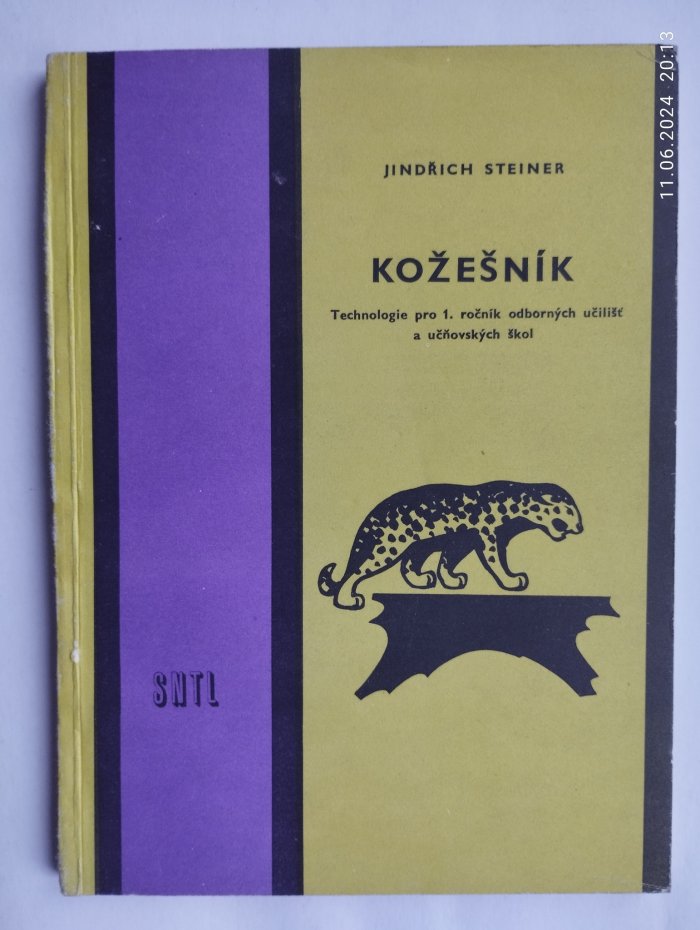 JINDŘICH STEINER
KOŽEŠNÍK
Technologie pro 1. ročník odborných učilišť
a učňovských škol
SNTL
11.06.2024 20:13